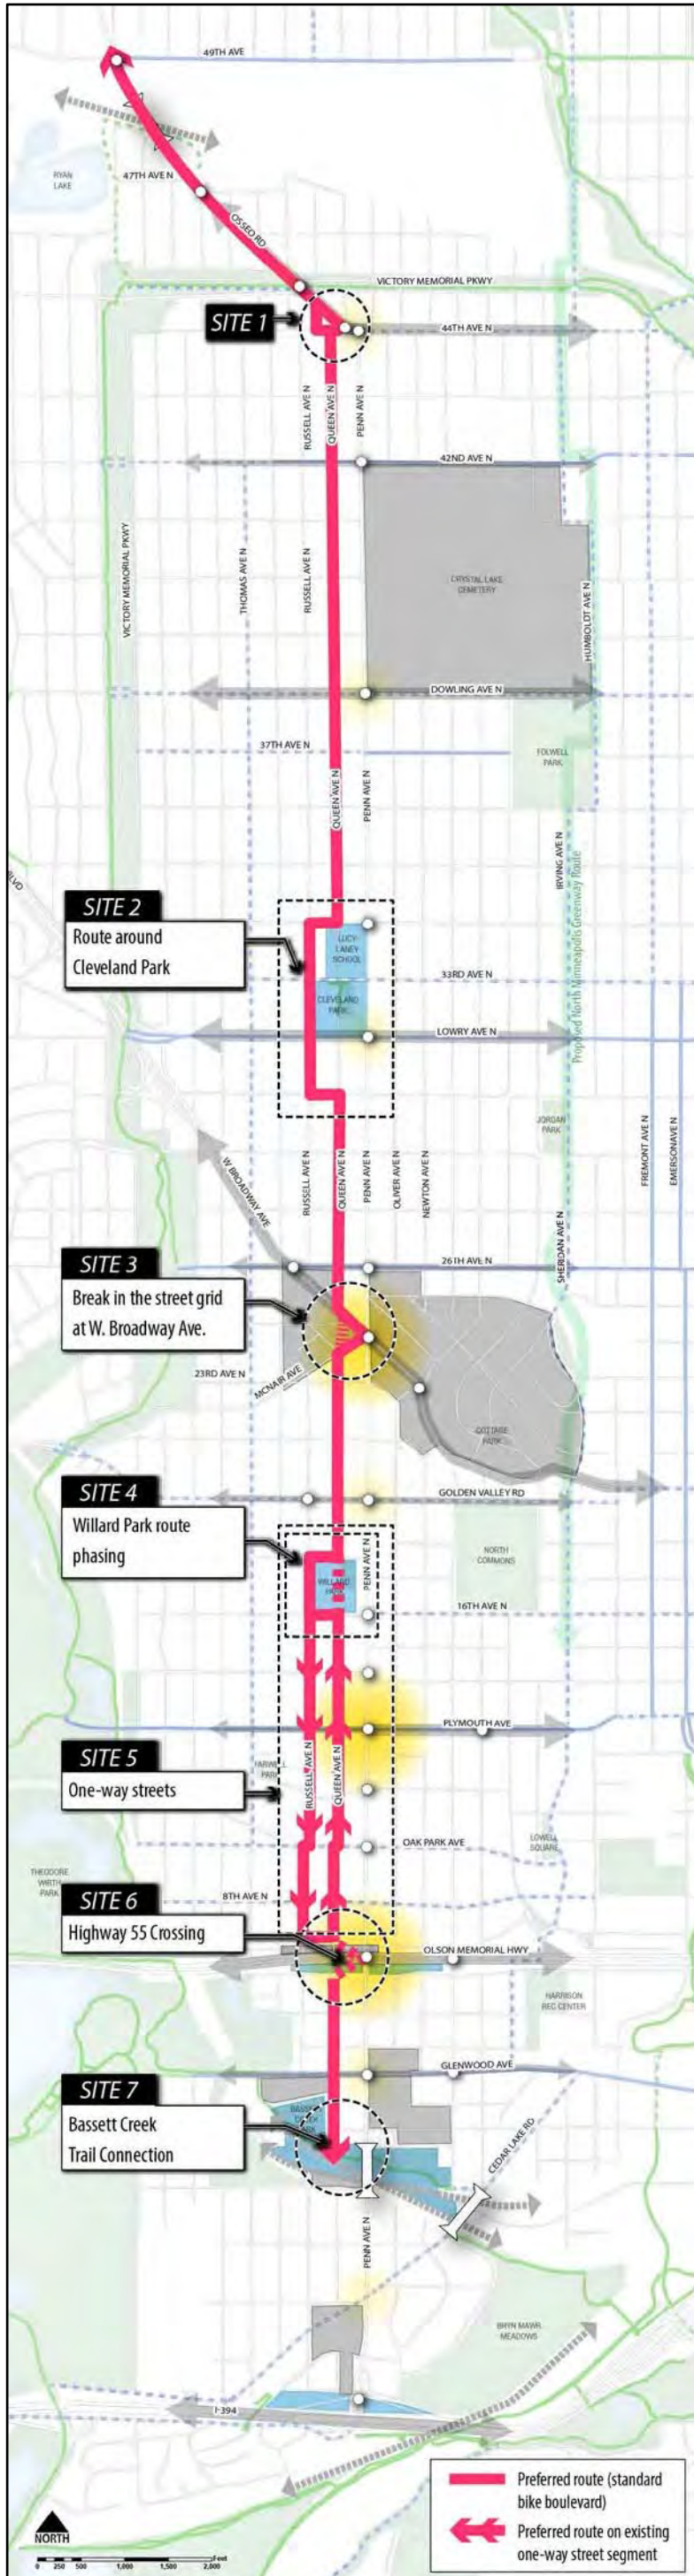 49TH AVE
RYAN
LAKE
47TH AVE N
OSSEO RD
VICTORY MEMORIAL PKWY
SITE 1
44TH AVE N
RUSSELL AVE N
QUEEN AVE N
PENN AVE N
42ND AVE N
VICTORY MEMORIAL PKWY
THOMAS AVE N
RUSSELL AVE N
CRYSTAL LAKE
CEMETERY
HUMBOLDT AVE N
DOWLING AVE N
37TH AVE N
FOLWELL
PARK
QUEEN AVE N
PENN AVE N
IRVING AVE N
Proposed North Minneapolis Greenway Route
BLVD
SITE 2
Route around
Cleveland Park
LUCY
LANEY
SCHOOL
33RD AVE N
CLEVELAND
PARK
LOWRY AVE N
JORDAN
PARK
FREMONT AVE N
EMERSON AVE N
RUSSELL AVE N
QUEEN AVE N
PENN AVE N
OLIVER AVE N
NEWTON AVE N
W BROADWAY AVE
SHERIDAN AVE N
26TH AVE N
SITE 3
Break in the street grid
at W. Broadway Ave.
23RD AVE N
MCNAIR AVE
COTTAGE
PARK
SITE 4
Willard Park route
phasing
GOLDEN VALLEY RD
NORTH
COMMONS
WILLARD
PARK
PENN AVE N
16TH AVE N
PLYMOUTH AVE
SITE 5
One-way streets
FARWELL
PARK
RUSSELL AVE N
QUEEN AVE N
OAK PARK AVE
LOWELL
SQUARE
THEODORE
WIRTH
PARK
8TH AVE N
SITE 6
Highway 55 Crossing
OLSON MEMORIAL HWY
HARRISON
REC CENTER
GLENWOOD AVE
SITE 7
Bassett Creek
Trail Connection
BASSETT
CREEK
PARK
CEDAR LAKE RD
PENN AVE N
BRYN MAWR
MEADOWS
I-394
Preferred route (standard
bike boulevard)
Preferred route on existing
one-way street segment
NORTH
Feet
0 250 500 1,000 1,500 2,000